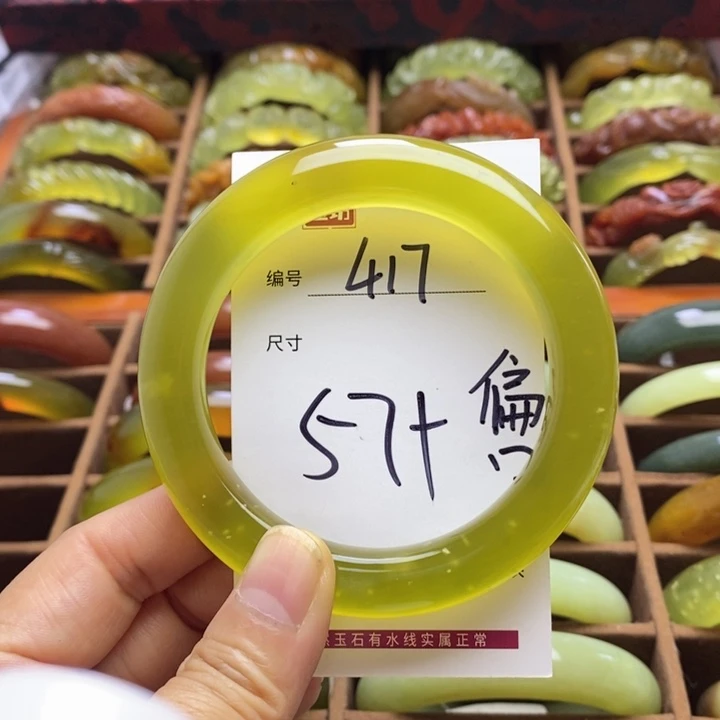 编号 417
尺寸
57+ 偏
玉石有水线实属正常